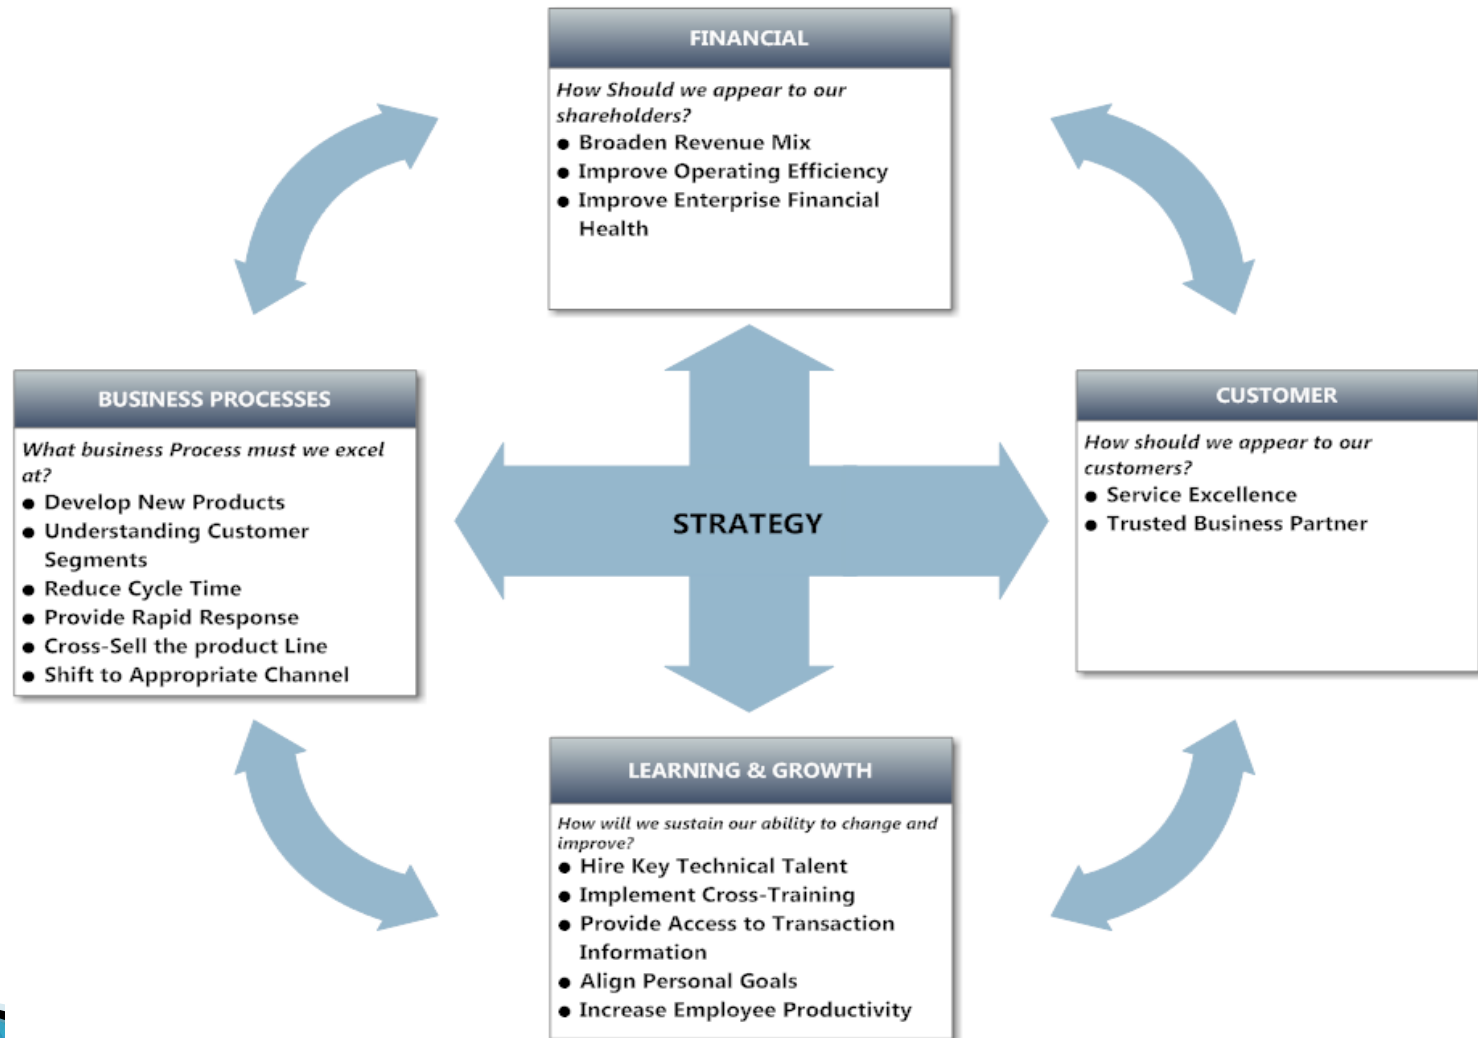 FINANCIAL
How Should we appear to our
shareholders?
● Broaden Revenue Mix
● Improve Operating Efficiency
● Improve Enterprise Financial
Health
BUSINESS PROCESSES
What business Process must we excel
at?
● Develop New Products
● Understanding Customer
Segments
● Reduce Cycle Time
● Provide Rapid Response
● Cross-Sell the product Line
● Shift to Appropriate Channel
STRATEGY
CUSTOMER
How should we appear to our
customers?
● Service Excellence
● Trusted Business Partner
LEARNING & GROWTH
How will we sustain our ability to change and
improve?
● Hire Key Technical Talent
● Implement Cross-Training
● Provide Access to Transaction
Information
● Align Personal Goals
● Increase Employee Productivity